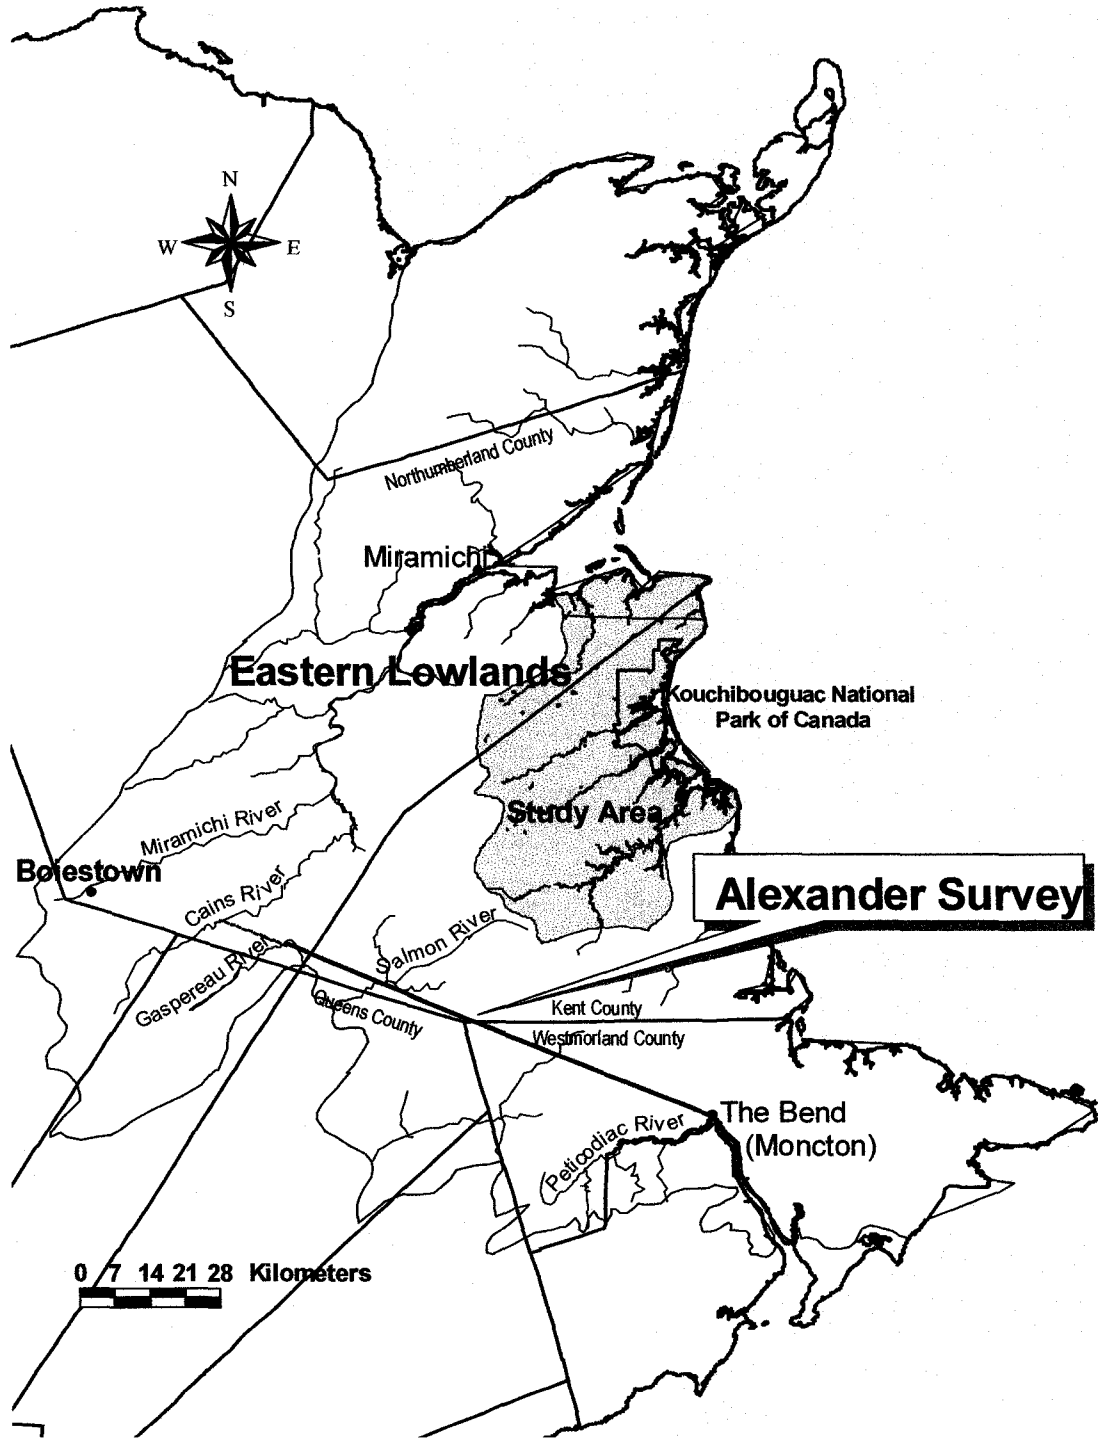 N
W E
S
Northumberland County
Miramichi
Eastern Lowlands
Kouchibouguac National
Park of Canada
Study Area
Miramichi River
Boiestown
Cains River
Alexander Survey
Salmon River
Gaspereau River
Queens County
Kent County
Westmorland County
The Bend
(Moncton)
Peticodiac River
0 7 14 21 28 Kilometers